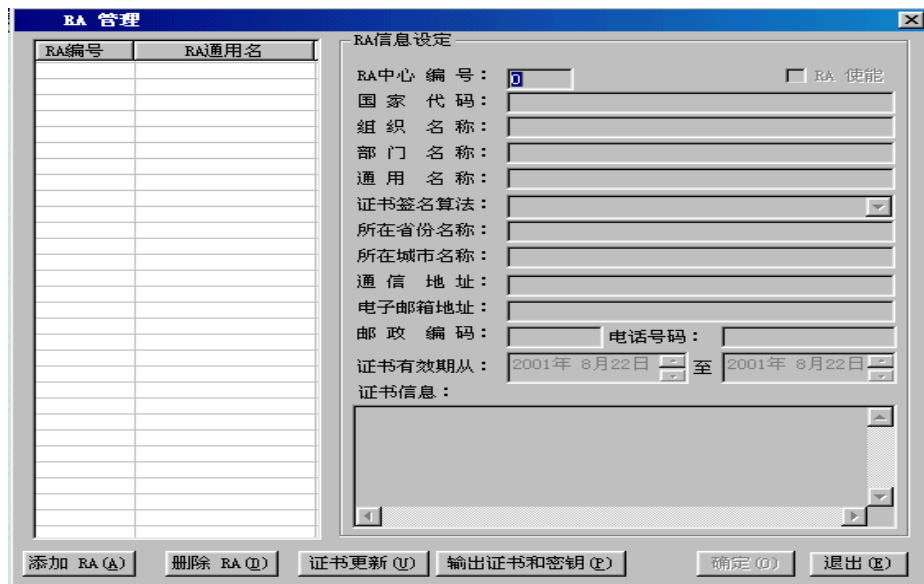 RA 管理
RA编号 RA通用名
RA信息设定
RA中心 编 号： 0 RA 使能
国 家 代 码：
组 织 名 称：
部 门 名 称：
通 用 名 称：
证书签名算法：
所在省份名称：
所在城市名称：
通 信 地 址：
电子邮箱地址：
邮 政 编 码： 电话号码：
证书有效期从： 2001年 8月22日 至 2001年 8月22日
证书信息：
添加 RA(A) 删除 RA(D) 证书更新(U) 输出证书和密钥(P) 确定(O) 退出(E)